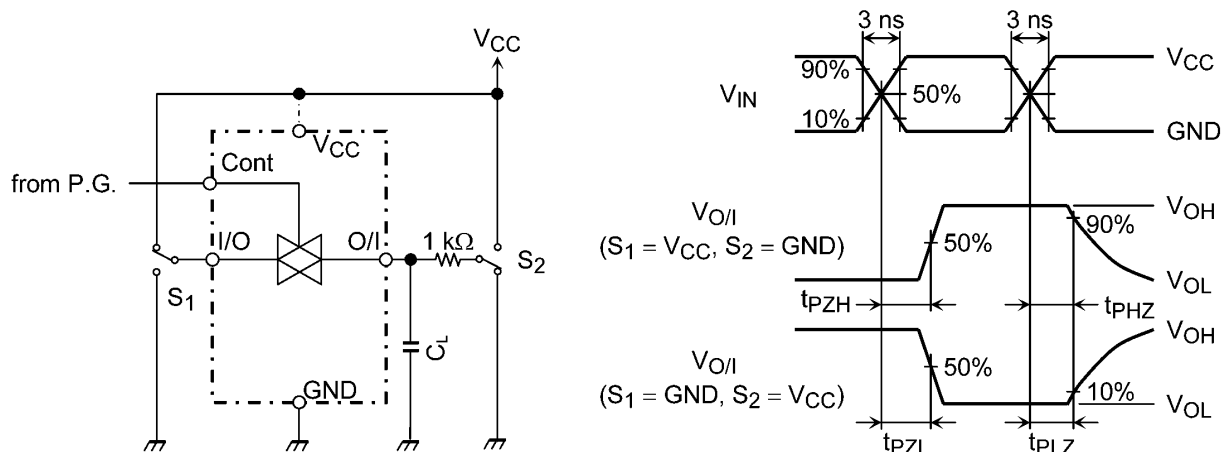 V_CC
V_CC
Cont
from P.G.
I/O
O/I
1 kΩ
S_1
S_2
C_L
GND
3 ns
3 ns
V_IN
90%
50%
10%
V_CC
GND
V_O/I
(S_1 = V_CC, S_2 = GND)
50%
V_OH
90%
V_OL
t_PZH
t_PHZ
V_O/I
(S_1 = GND, S_2 = V_CC)
50%
V_OH
10%
V_OL
t_PZL
t_PLZ